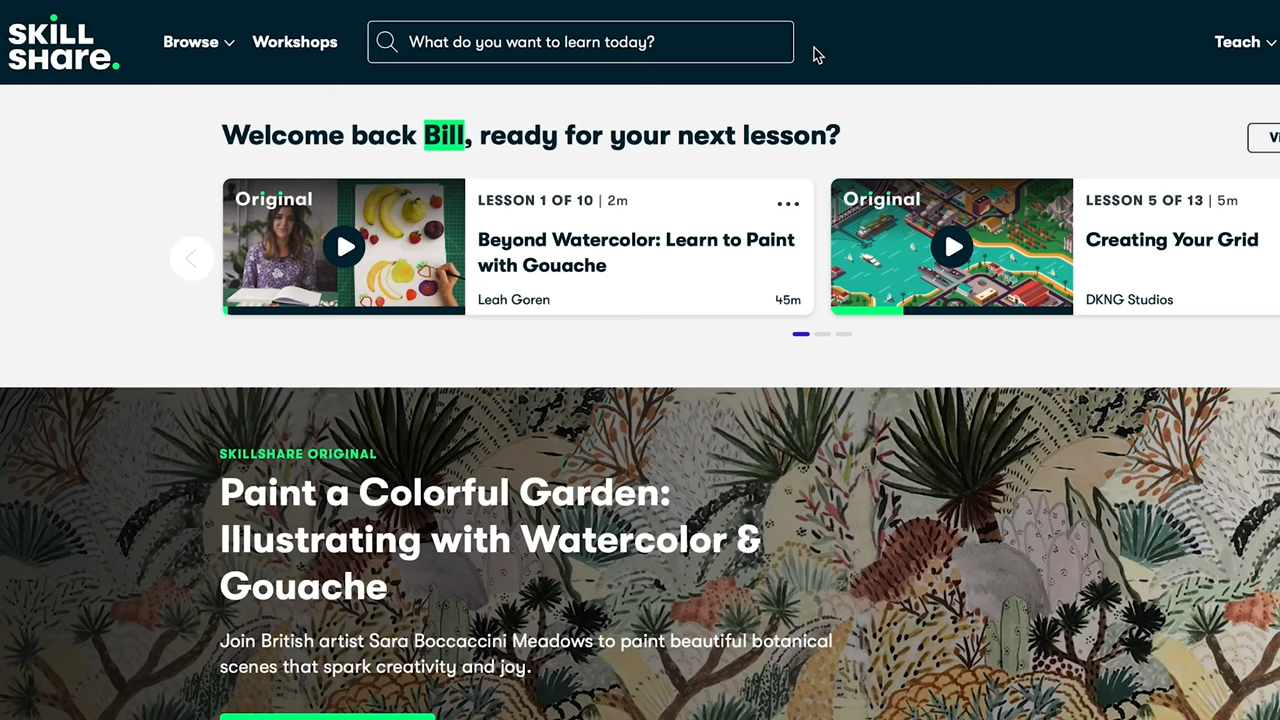 SKILL
SHare.
Browse
Workshops
What do you want to learn today?
Teach
Welcome back Bill, ready for your next lesson?
Original
LESSON 1 OF 10 | 2m
Beyond Watercolor: Learn to Paint
with Gouache
Leah Goren
45m
Original
LESSON 5 OF 13 | 5m
Creating Your Grid
DKNG Studios
SKILLSHARE ORIGINAL
Paint a Colorful Garden:
Illustrating with Watercolor &
Gouache
Join British artist Sara Boccaccini Meadows to paint beautiful botanical
scenes that spark creativity and joy.